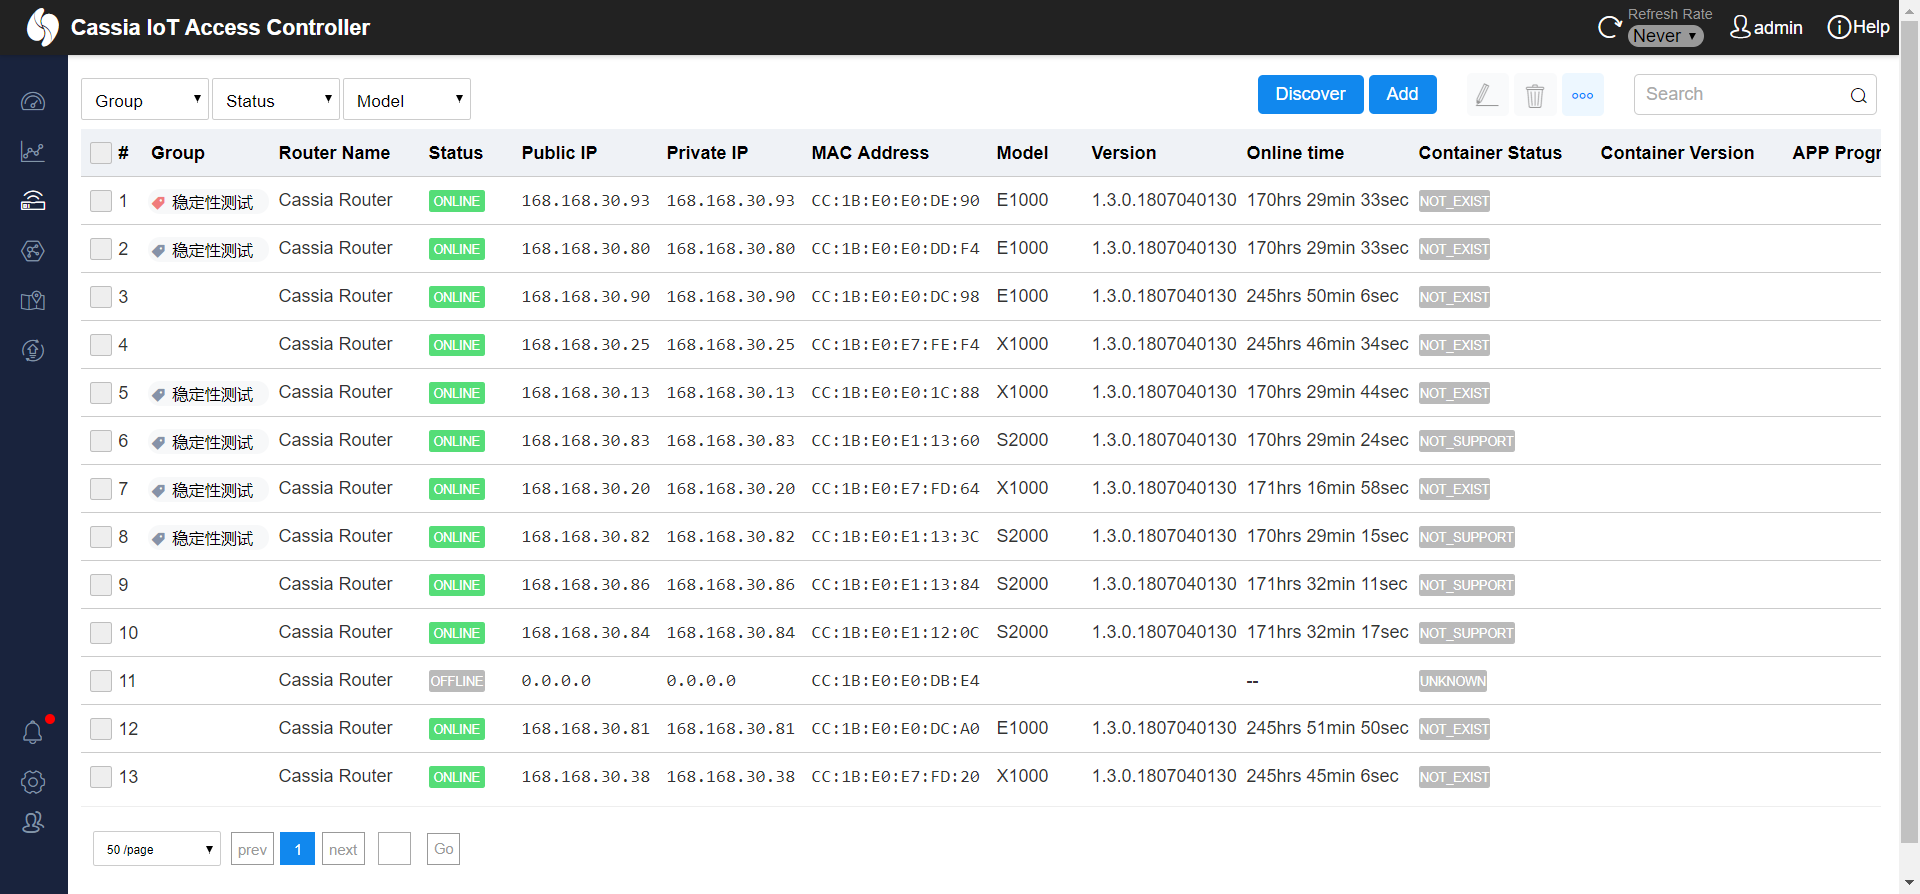 Cassia IoT Access Controller
Refresh Rate
Never ▼
admin
Help
Group
Status
Model
Discover
Add
Search
# Group Router Name Status Public IP Private IP MAC Address Model Version Online time Container Status Container Version APP Progr
1 稳定性测试 Cassia Router ONLINE 168.168.30.93 168.168.30.93 CC:1B:E0:E0:DE:90 E1000 1.3.0.1807040130 170hrs 29min 33sec NOT_EXIST
2 稳定性测试 Cassia Router ONLINE 168.168.30.80 168.168.30.80 CC:1B:E0:E0:DD:F4 E1000 1.3.0.1807040130 170hrs 29min 33sec NOT_EXIST
3 Cassia Router ONLINE 168.168.30.90 168.168.30.90 CC:1B:E0:E0:DC:98 E1000 1.3.0.1807040130 245hrs 50min 6sec NOT_EXIST
4 Cassia Router ONLINE 168.168.30.25 168.168.30.25 CC:1B:E0:E7:FE:F4 X1000 1.3.0.1807040130 245hrs 46min 34sec NOT_EXIST
5 稳定性测试 Cassia Router ONLINE 168.168.30.13 168.168.30.13 CC:1B:E0:E0:1C:88 X1000 1.3.0.1807040130 170hrs 29min 44sec NOT_EXIST
6 稳定性测试 Cassia Router ONLINE 168.168.30.83 168.168.30.83 CC:1B:E0:E1:13:60 S2000 1.3.0.1807040130 170hrs 29min 24sec NOT_SUPPORT
7 稳定性测试 Cassia Router ONLINE 168.168.30.20 168.168.30.20 CC:1B:E0:E7:FD:64 X1000 1.3.0.1807040130 171hrs 16min 58sec NOT_EXIST
8 稳定性测试 Cassia Router ONLINE 168.168.30.82 168.168.30.82 CC:1B:E0:E1:13:3C S2000 1.3.0.1807040130 170hrs 29min 15sec NOT_SUPPORT
9 Cassia Router ONLINE 168.168.30.86 168.168.30.86 CC:1B:E0:E1:13:84 S2000 1.3.0.1807040130 171hrs 32min 11sec NOT_SUPPORT
10 Cassia Router ONLINE 168.168.30.84 168.168.30.84 CC:1B:E0:E1:12:0C S2000 1.3.0.1807040130 171hrs 32min 17sec NOT_SUPPORT
11 Cassia Router OFFLINE 0.0.0.0 0.0.0.0 CC:1B:E0:E0:DB:E4 -- UNKNOWN
12 Cassia Router ONLINE 168.168.30.81 168.168.30.81 CC:1B:E0:E0:DC:A0 E1000 1.3.0.1807040130 245hrs 51min 50sec NOT_EXIST
13 Cassia Router ONLINE 168.168.30.38 168.168.30.38 CC:1B:E0:E7:FD:20 X1000 1.3.0.1807040130 245hrs 45min 6sec NOT_EXIST
50 /page prev 1 next Go